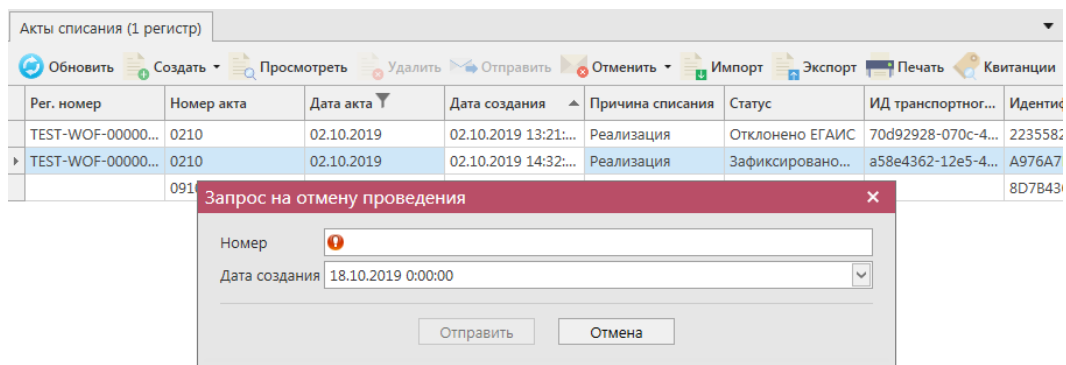 Акты списания (1 регистр)
Обновить Создать Просмотреть Удалить Отправить Отменить Импорт Экспорт Печать Квитанции
Рег. номер Номер акта Дата акта Дата создания Причина списания Статус ИД транспортног... Идентиф
TEST-WOF-00000... 0210 02.10.2019 02.10.2019 13:21:... Реализация Отклонено ЕГАИС 70d92928-070c-4... 2235582
TEST-WOF-00000... 0210 02.10.2019 02.10.2019 14:32:... Реализация Зафиксировано... a58e4362-12e5-4... A976A7
0910 8D7B430
Запрос на отмену проведения
Номер
Дата создания 18.10.2019 0:00:00
Отправить Отмена